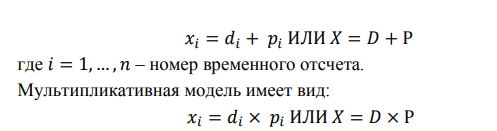 𝑥𝑖 = 𝑑𝑖 + 𝑝𝑖 ИЛИ 𝑋 = 𝐷 + P
где 𝑖 = 1, … , 𝑛 – номер временного отсчета.
Мультипликативная модель имеет вид:
𝑥𝑖 = 𝑑𝑖 × 𝑝𝑖 ИЛИ 𝑋 = 𝐷 × P